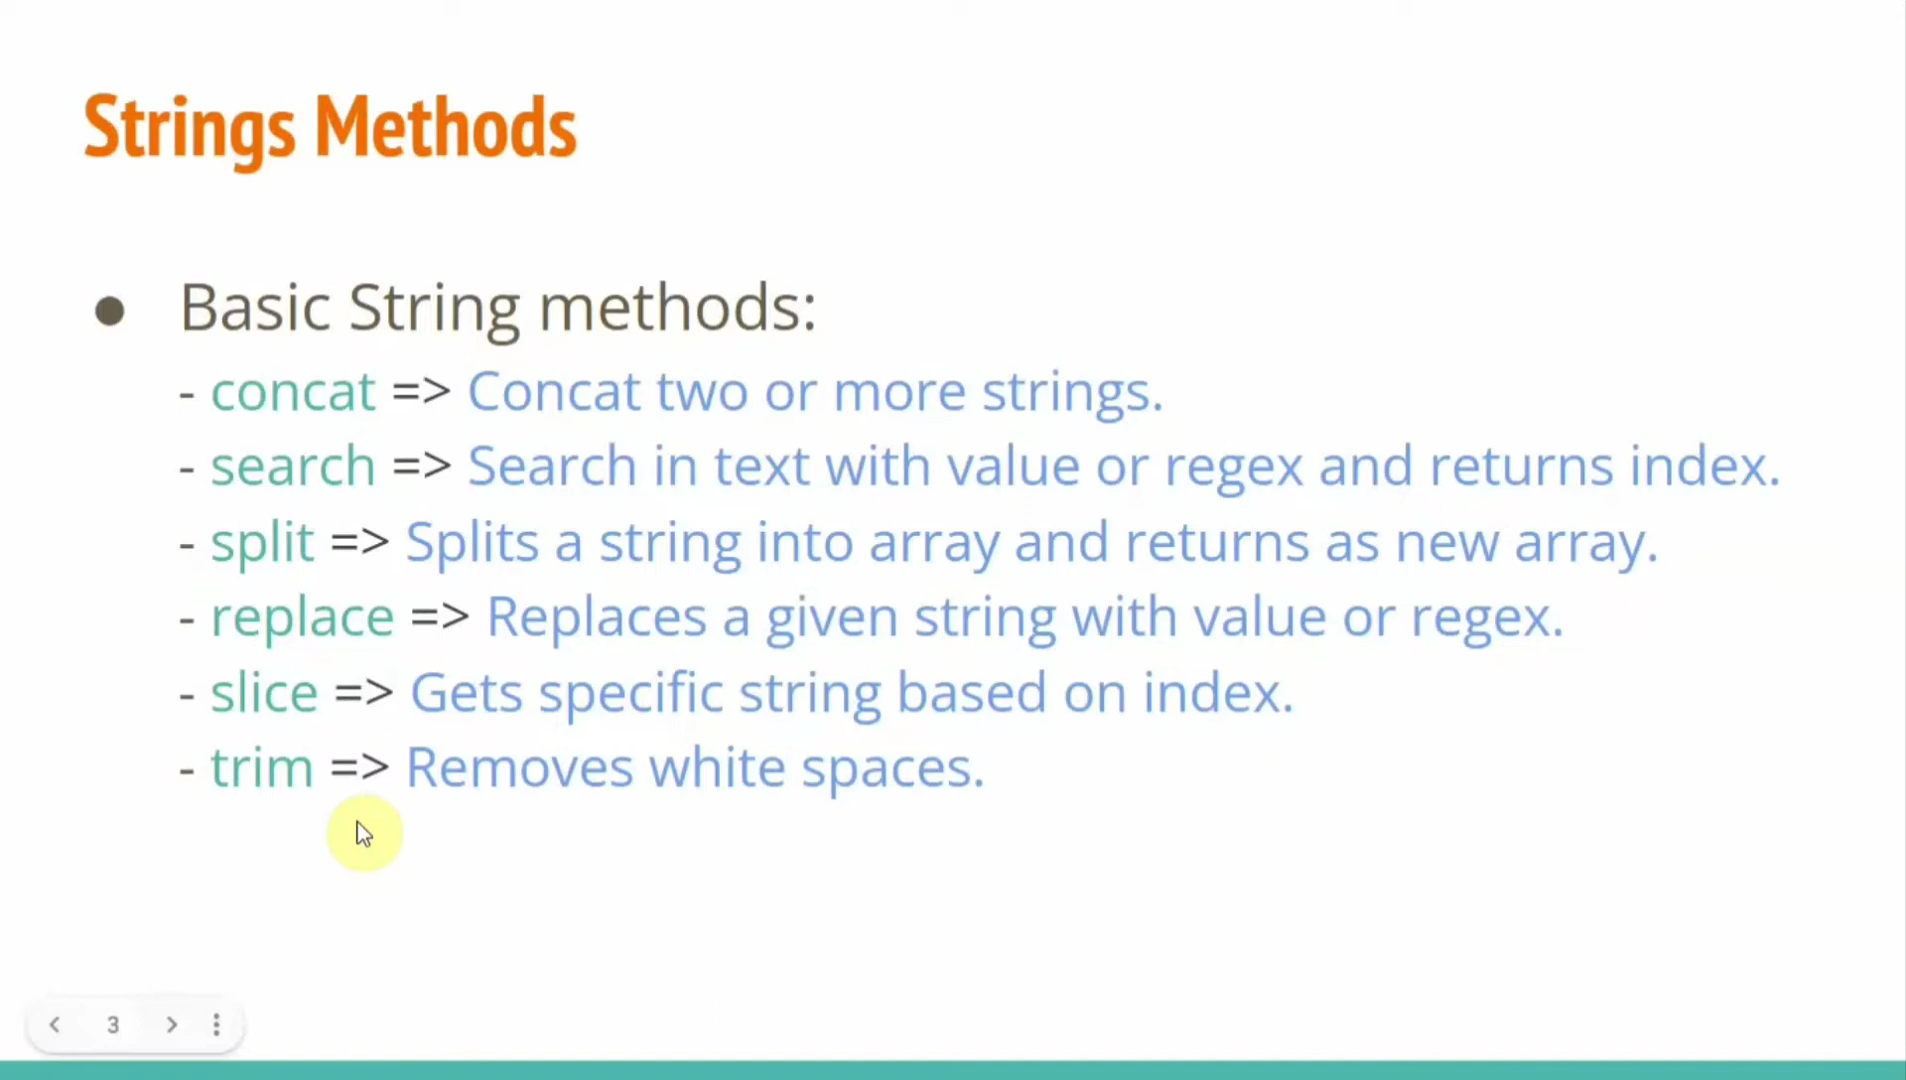 Strings Methods
● Basic String methods:
- concat => Concat two or more strings.
- search => Search in text with value or regex and returns index.
- split => Splits a string into array and returns as new array.
- replace => Replaces a given string with value or regex.
- slice => Gets specific string based on index.
- trim => Removes white spaces.
3